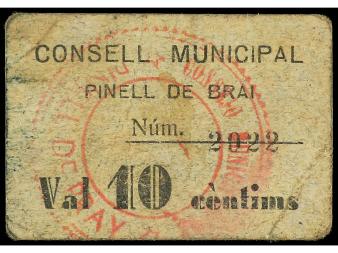 CONSELL MUNICIPAL
PINELL DE BRAI
Núm. 2022
Val 10 cèntims